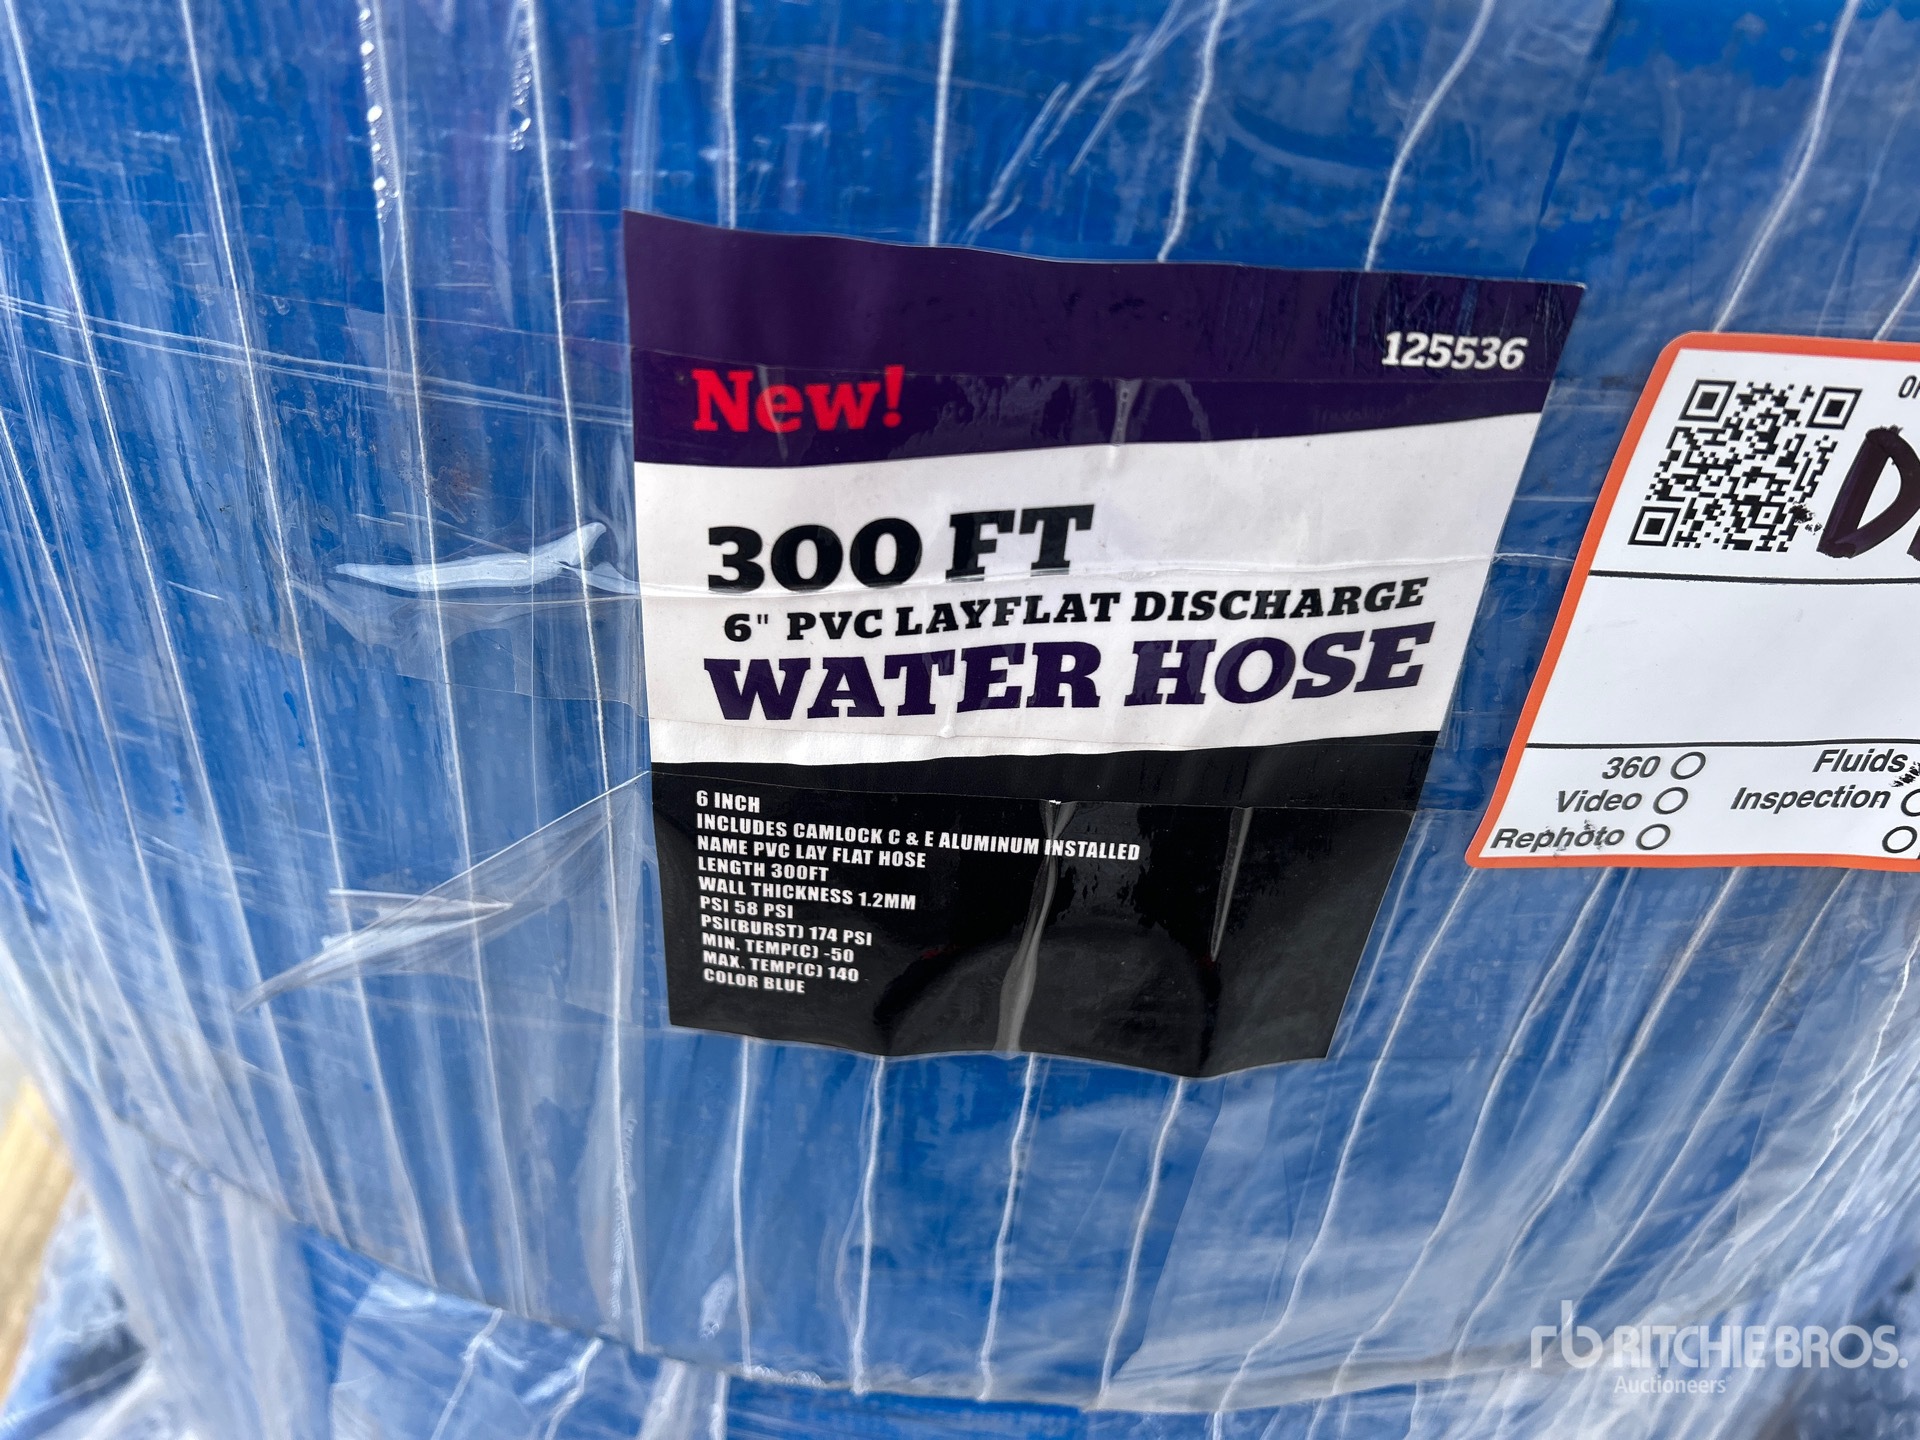 125536
New!
300 FT
6" PVC LAYFLAT DISCHARGE
WATER HOSE
6 INCH
INCLUDES CAMLOCK C & E ALUMINUM INSTALLED
NAME PVC LAY FLAT HOSE
LENGTH 300FT
WALL THICKNESS 1.2MM
PSI 58 PSI
PSI(BURST) 174 PSI
MIN. TEMP(C) -50
MAX. TEMP(C) 140
COLOR BLUE
360
Video
Rephoto
Fluids
Inspection
rb RITCHIE BROS.
Auctioneers